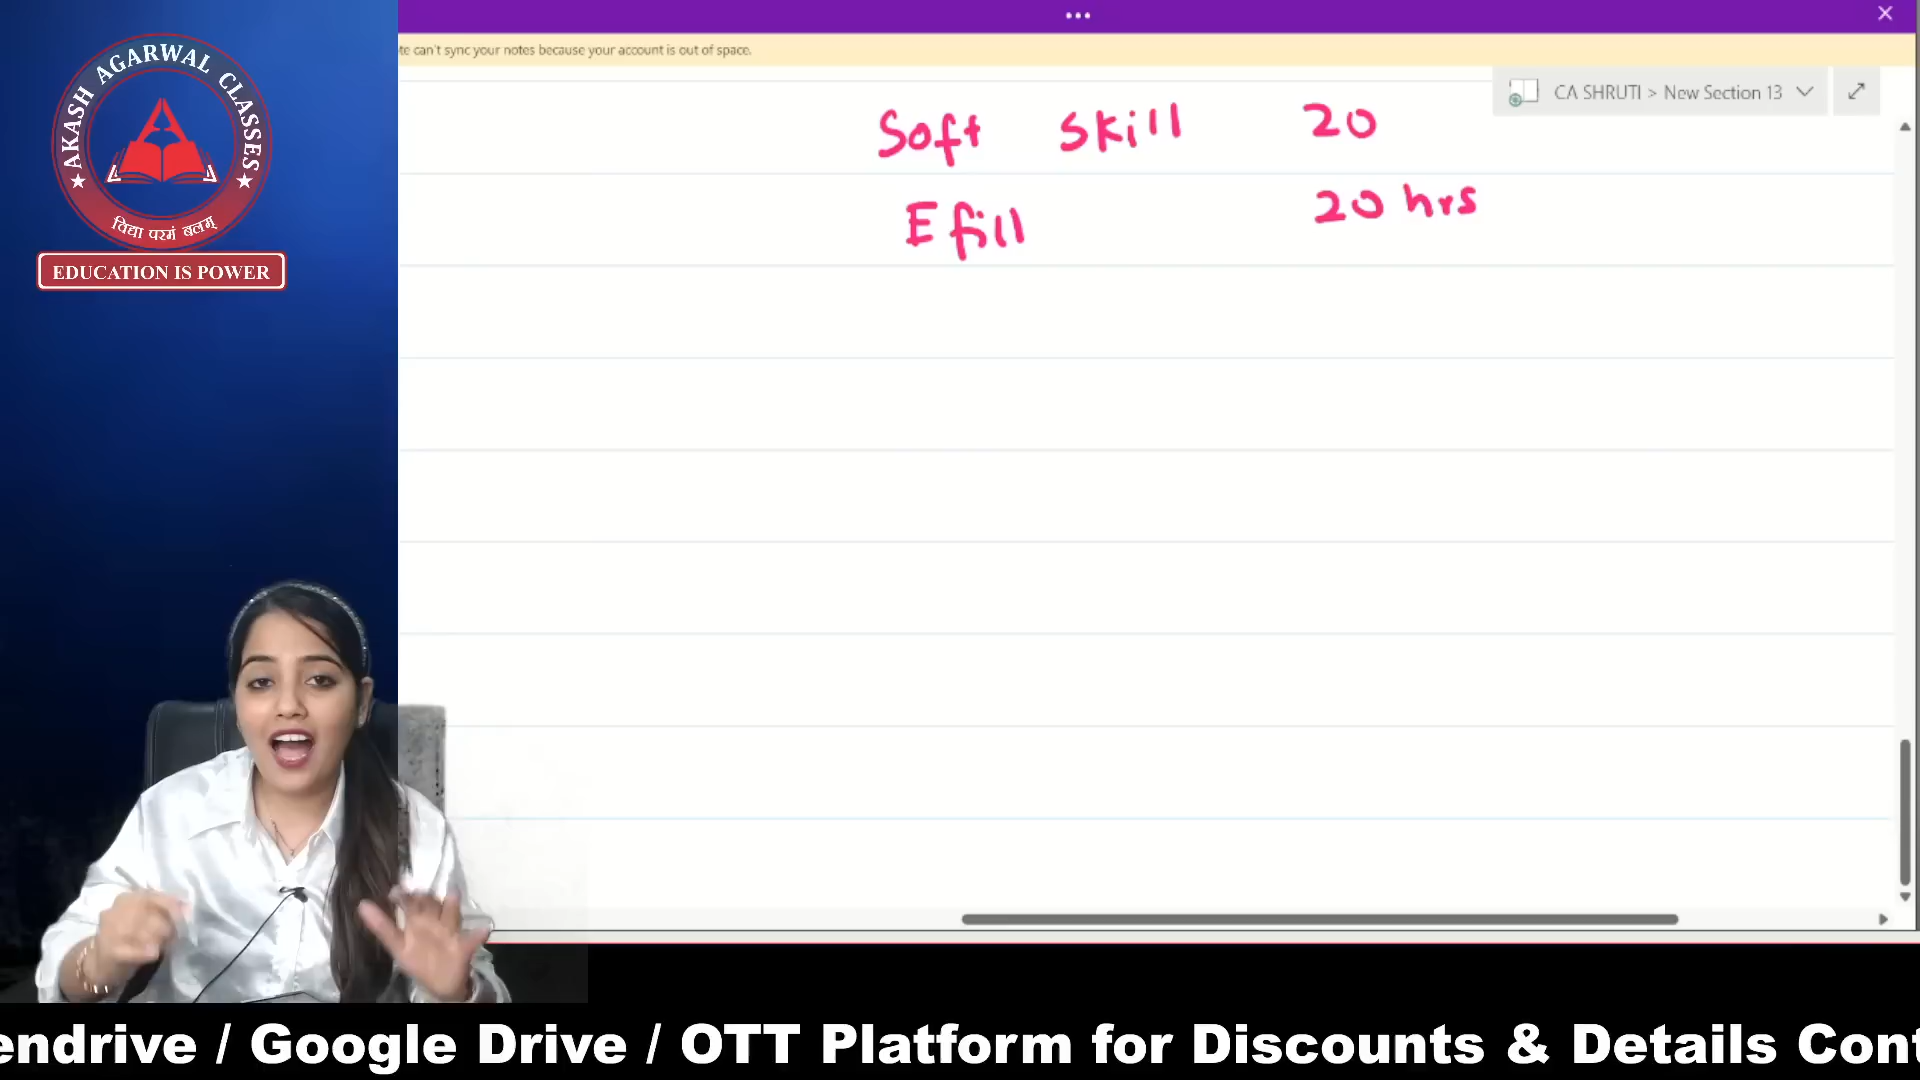 AKASH AGARWAL CLASSES
विद्या परमं बलम्
EDUCATION IS POWER
te can't sync your notes because your account is out of space.
CA SHRUTI > New Section 13
Soft Skill 20
E fill 20 hrs
endrive / Google Drive / OTT Platform for Discounts & Details Cont